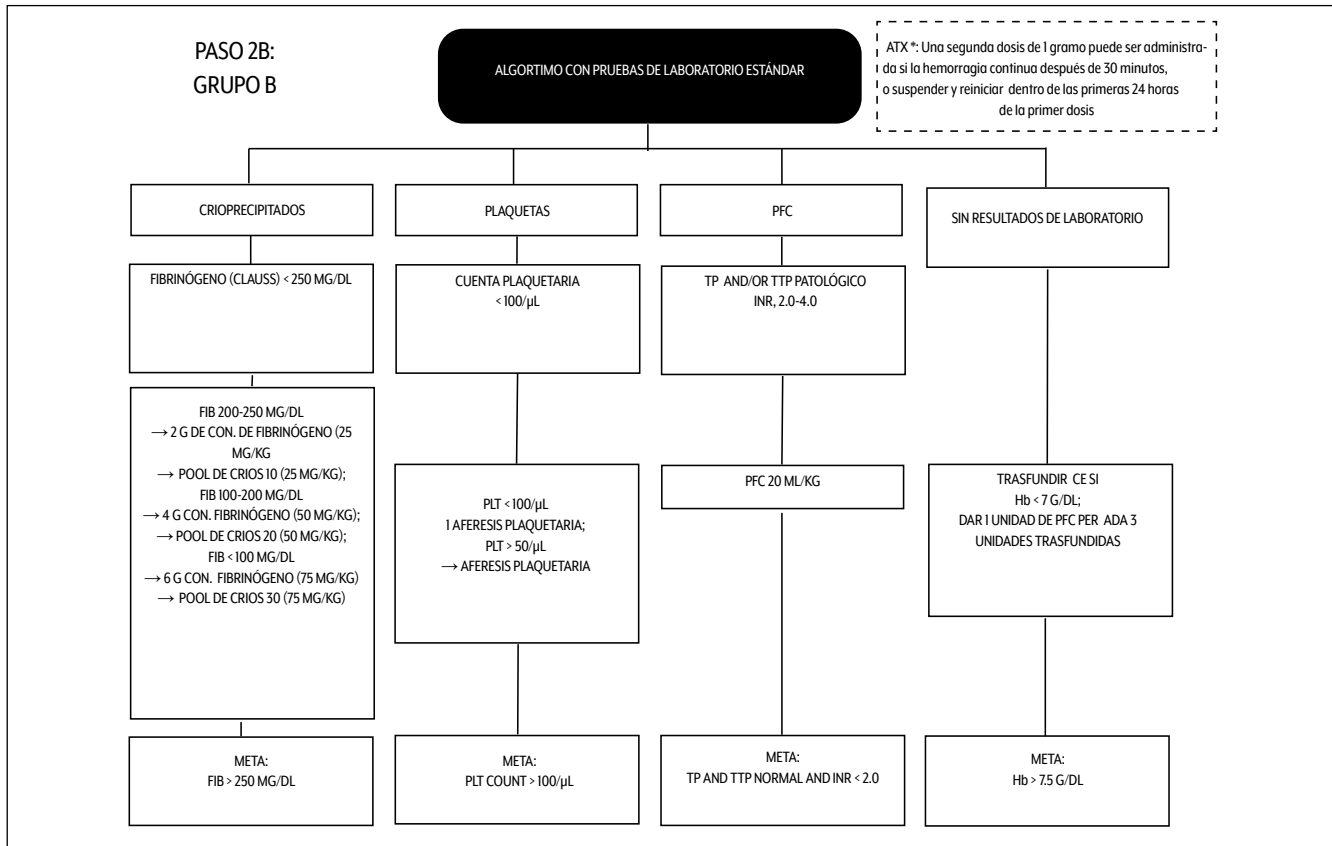 PASO 2B:
GRUPO B
ALGORTIMO CON PRUEBAS DE LABORATORIO ESTÁNDAR
ATX *: Una segunda dosis de 1 gramo puede ser administra-
da si la hemorragia continua después de 30 minutos,
o suspender y reiniciar dentro de las primeras 24 horas
de la primer dosis
CRIOPRECIPITADOS
FIBRINÓGENO (CLAUSS) < 250 MG/DL
FIB 200-250 MG/DL
→ 2 G DE CON. DE FIBRINÓGENO (25
MG/KG
→ POOL DE CRIOS 10 (25 MG/KG);
FIB 100-200 MG/DL
→ 4 G CON. FIBRINÓGENO (50 MG/KG);
→ POOL DE CRIOS 20 (50 MG/KG);
FIB < 100 MG/DL
→ 6 G CON. FIBRINÓGENO (75 MG/KG)
→ POOL DE CRIOS 30 (75 MG/KG)
META:
FIB > 250 MG/DL
PLAQUETAS
CUENTA PLAQUETARIA
< 100/µL
PLT < 100/µL
1 AFERESIS PLAQUETARIA;
PLT > 50/µL
→ AFERESIS PLAQUETARIA
META:
PLT COUNT > 100/µL
PFC
TP AND/OR TTP PATOLÓGICO
INR, 2.0-4.0
PFC 20 ML/KG
META:
TP AND TTP NORMAL AND INR < 2.0
SIN RESULTADOS DE LABORATORIO
TRASFUNDIR CE SI
Hb < 7 G/DL;
DAR 1 UNIDAD DE PFC PER ADA 3
UNIDADES TRASFUNDIDAS
META:
Hb > 7.5 G/DL